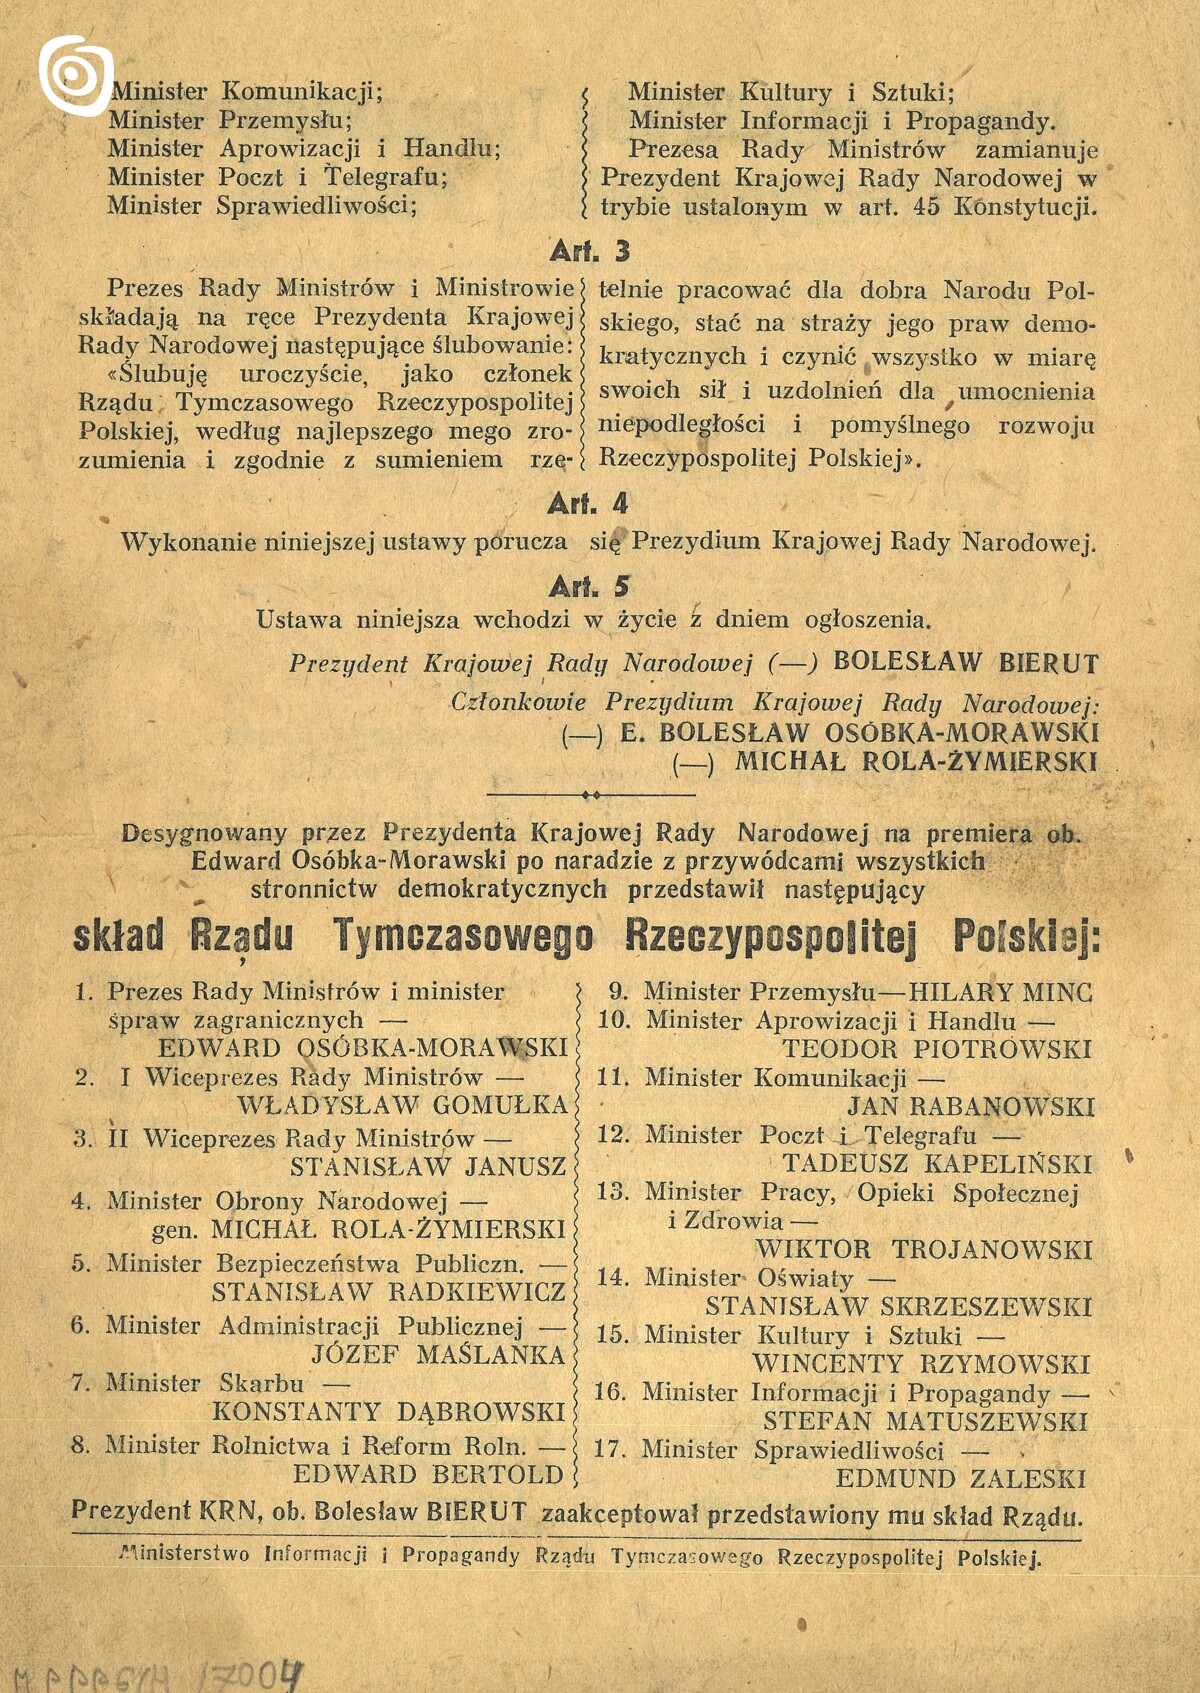 Minister Komunikacji;
Minister Przemysłu;
Minister Aprowizacji i Handlu;
Minister Poczt i Telegrafu;
Minister Sprawiedliwości;
Minister Kultury i Sztuki;
Minister Informacji i Propagandy.
Prezesa Rady Ministrów zamianuje
Prezydent Krajowej Rady Narodowej w
trybie ustalonym w art. 45 Konstytucji.
Art. 3
Prezes Rady Ministrów i Ministrowie
składają na ręce Prezydenta Krajowej
Rady Narodowej następujące ślubowanie:
«Ślubuję uroczyście, jako członek
Rządu Tymczasowego Rzeczypospolitej
Polskiej, według najlepszego mego zro-
zumienia i zgodnie z sumieniem rze-
telnie pracować dla dobra Narodu Pol-
skiego, stać na straży jego praw demo-
kratycznych i czynić wszystko w miarę
swoich sił i uzdolnień dla umocnienia
niepodległości i pomyślnego rozwoju
Rzeczypospolitej Polskiej».
Art. 4
Wykonanie niniejszej ustawy porucza się Prezydium Krajowej Rady Narodowej.
Art. 5
Ustawa niniejsza wchodzi w życie z dniem ogłoszenia.
Prezydent Krajowej Rady Narodowej (—) BOLESŁAW BIERUT
Członkowie Prezydium Krajowej Rady Narodowej:
(—) E. BOLESŁAW OSÓBKA-MORAWSKI
(—) MICHAŁ ROLA-ŻYMIERSKI
Desygnowany przez Prezydenta Krajowej Rady Narodowej na premiera ob.
Edward Osóbka-Morawski po naradzie z przywódcami wszystkich
stronnictw demokratycznych przedstawił następujący
skład Rządu Tymczasowego Rzeczypospolitej Polskiej:
1. Prezes Rady Ministrów i minister
spraw zagranicznych —
EDWARD OSÓBKA-MORAWSKI
2. I Wiceprezes Rady Ministrów —
WŁADYSŁAW GOMUŁKA
3. II Wiceprezes Rady Ministrów —
STANISŁAW JANUSZ
4. Minister Obrony Narodowej —
gen. MICHAŁ ROLA-ŻYMIERSKI
5. Minister Bezpieczeństwa Publiczn. —
STANISŁAW RADKIEWICZ
6. Minister Administracji Publicznej —
JÓZEF MAŚLANKA
7. Minister Skarbu —
KONSTANTY DĄBROWSKI
8. Minister Rolnictwa i Reform Roln. —
EDWARD BERTOLD
9. Minister Przemysłu—HILARY MINC
10. Minister Aprowizacji i Handlu —
TEODOR PIOTROWSKI
11. Minister Komunikacji —
JAN RABANOWSKI
12. Minister Poczt i Telegrafu —
TADEUSZ KAPELIŃSKI
13. Minister Pracy, Opieki Społecznej
i Zdrowia —
WIKTOR TROJANOWSKI
14. Minister Oświaty —
STANISŁAW SKRZESZEWSKI
15. Minister Kultury i Sztuki —
WINCENTY RZYMOWSKI
16. Minister Informacji i Propagandy —
STEFAN MATUSZEWSKI
17. Minister Sprawiedliwości —
EDMUND ZALESKI
Prezydent KRN, ob. Bolesław BIERUT zaakceptował przedstawiony mu skład Rządu.
Ministerstwo Informacji i Propagandy Rządu Tymczasowego Rzeczypospolitej Polskiej.